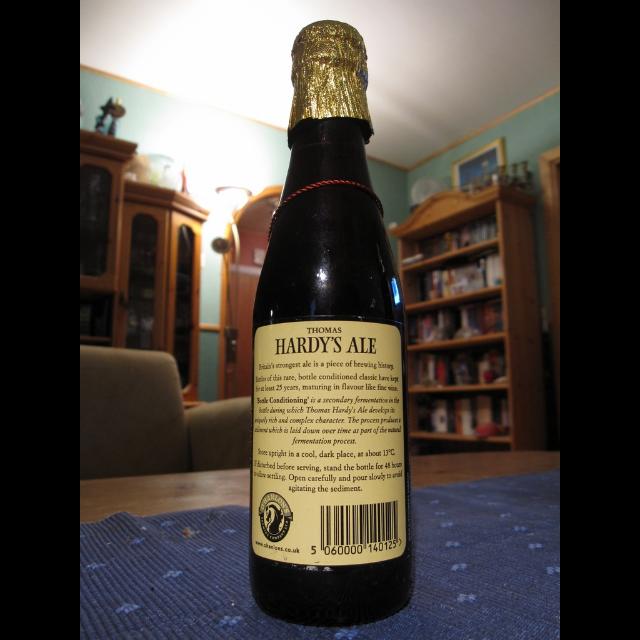 THOMAS
HARDY'S ALE
Britain's strongest ale is a piece of brewing history.
Bottles of this rare, bottle conditioned classic have kept
for at least 25 years, maturing in flavour like fine wine.
'Bottle Conditioning' is a secondary fermentation in the
bottle during which Thomas Hardy's Ale develops its
uniquely rich and complex character. The process produces
sediment which is laid down over time as part of the natural
fermentation process.
Store upright in a cool, dark place, at about 13°C.
If disturbed before serving, stand the bottle for 48 hours
to allow settling. Open carefully and pour slowly to avoid
agitating the sediment.
www.obanions.co.uk
5 060000 140125 >